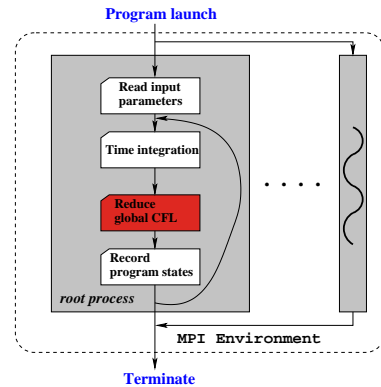 Program launch
Read input
parameters
Time integration
Reduce
global CFL
Record
program states
root process
MPI Environment
Terminate